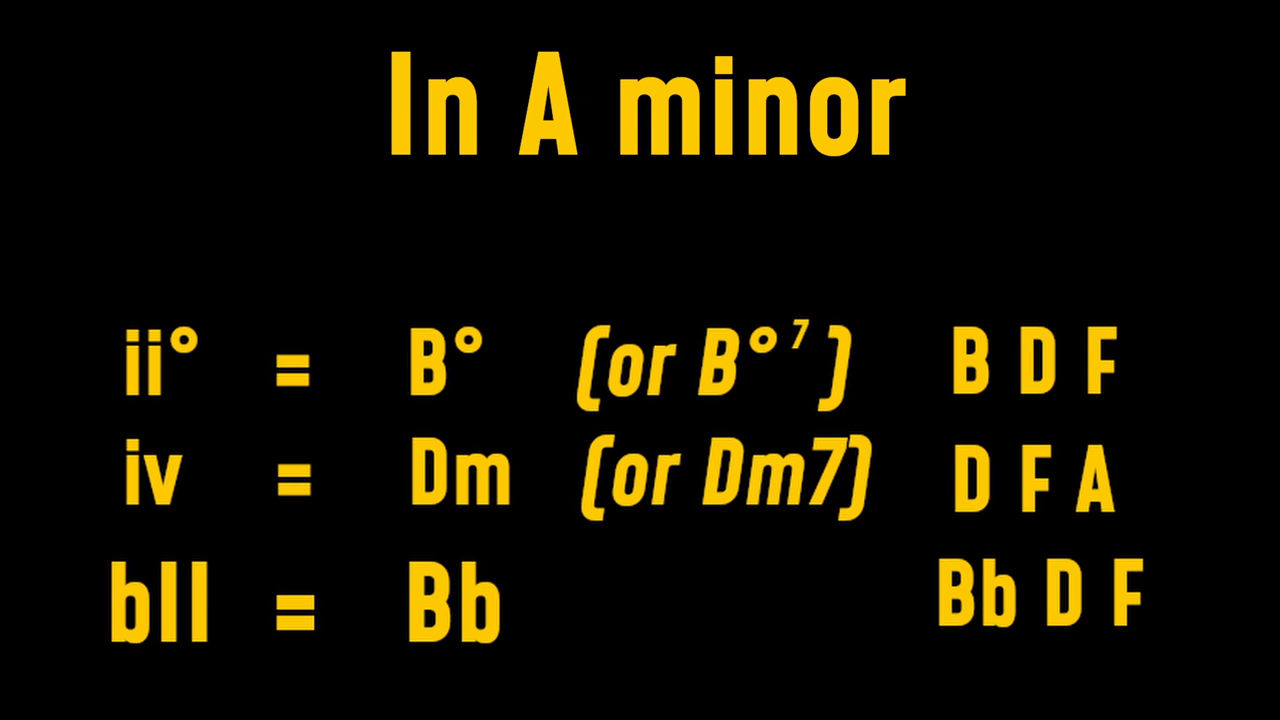 In A minor
ii° = B° (or B°⁷) B D F
iv = Dm (or Dm7) D F A
bII = Bb Bb D F